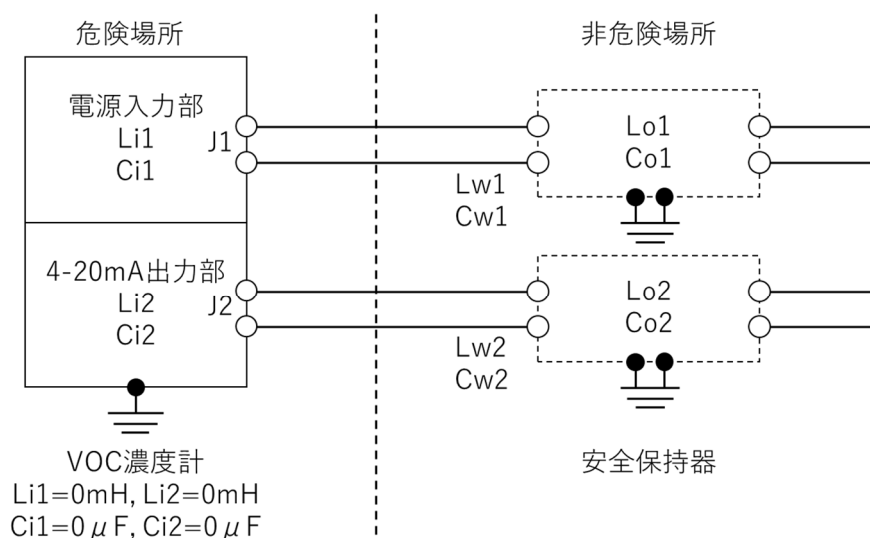 危険場所
非危険場所
電源入力部
Li1
Ci1
J1
Lw1
Cw1
Lo1
Co1
4-20mA出力部
Li2
Ci2
J2
Lw2
Cw2
Lo2
Co2
VOC濃度計
Li1=0mH, Li2=0mH
Ci1=0μF, Ci2=0μF
安全保持器